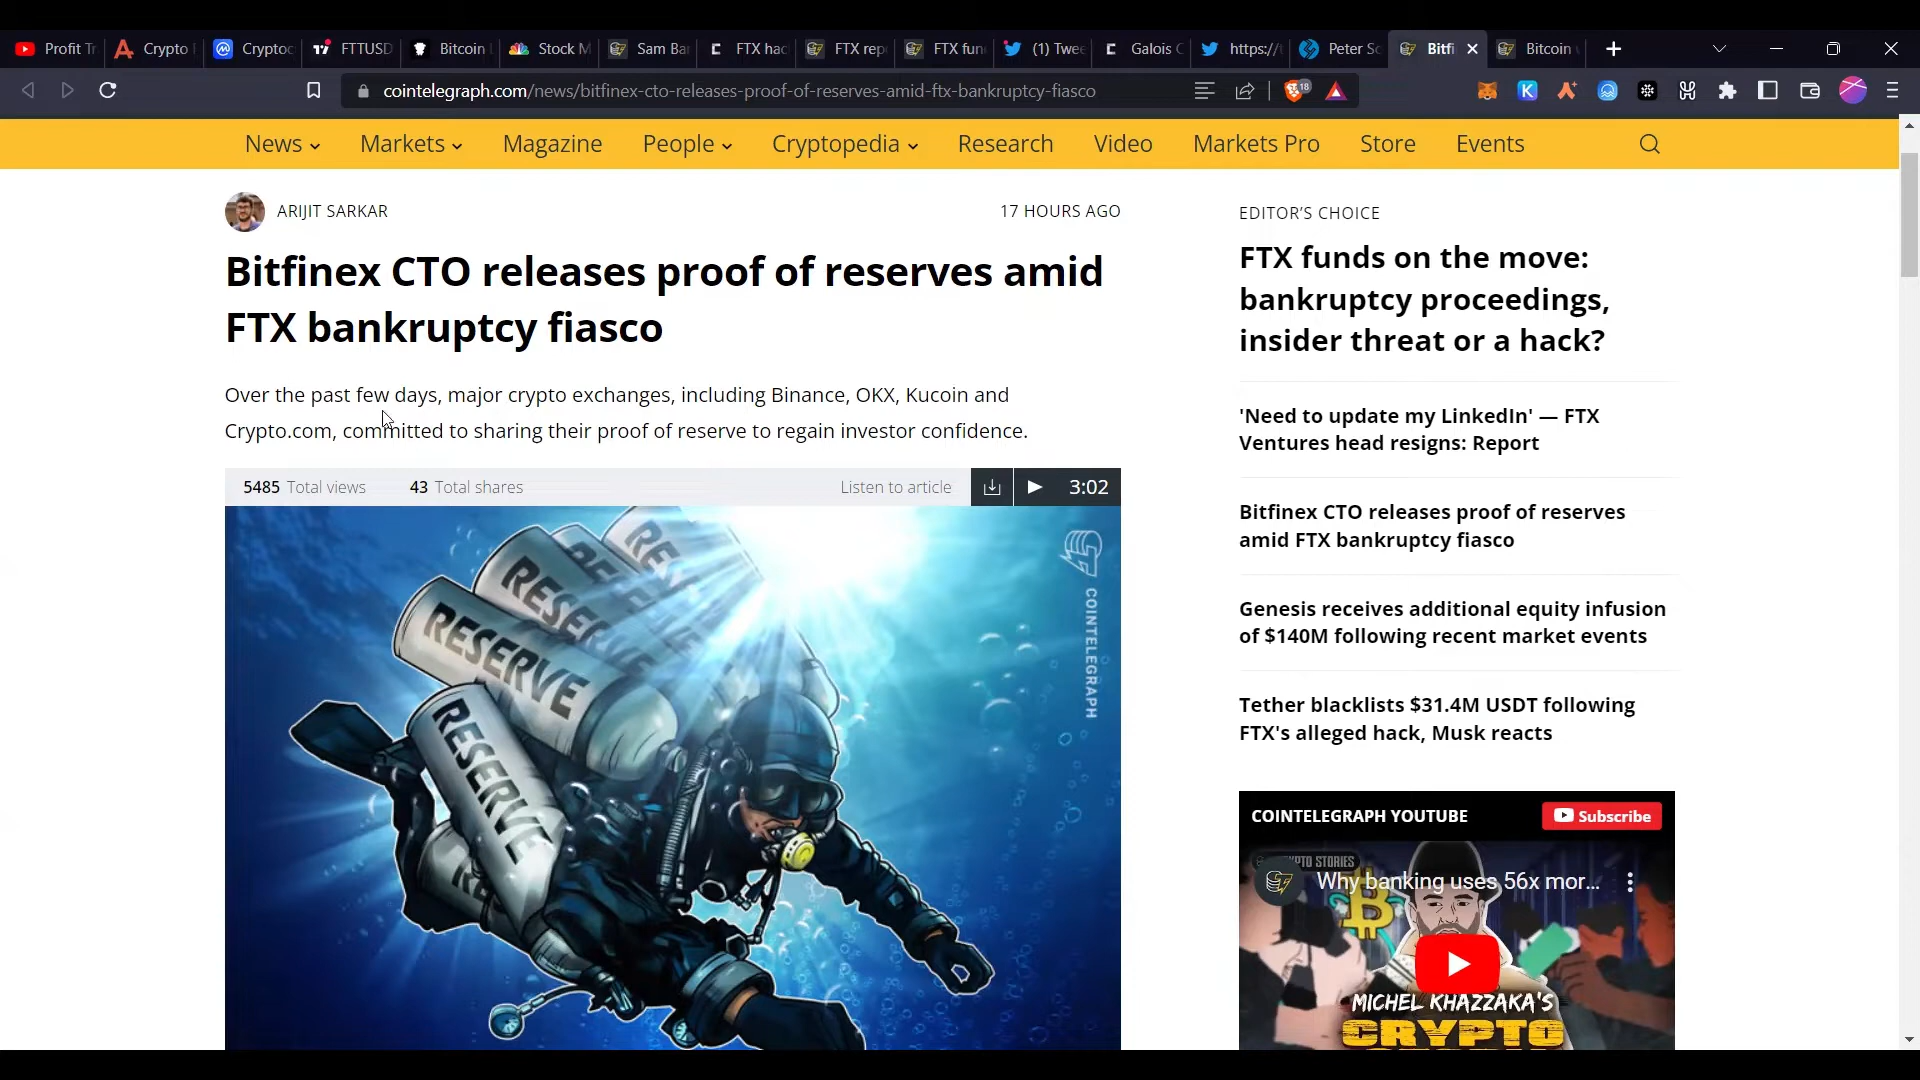 Profit Tr
Crypto
Cryptoc
FTTUSD
Bitcoin
Stock M
Sam Ba
FTX hac
FTX rep
FTX fun
(1) Twee
Galois C
https://t
Peter Sc
Bitfi
Bitcoin
cointelegraph.com/news/bitfinex-cto-releases-proof-of-reserves-amid-ftx-bankruptcy-fiasco
18
News
Markets
Magazine
People
Cryptopedia
Research
Video
Markets Pro
Store
Events
ARIJIT SARKAR
17 HOURS AGO
Bitfinex CTO releases proof of reserves amid
FTX bankruptcy fiasco
Over the past few days, major crypto exchanges, including Binance, OKX, Kucoin and
Crypto.com, committed to sharing their proof of reserve to regain investor confidence.
5485 Total views
43 Total shares
Listen to article
3:02
RESERVE
RESE
RE
RESE
RESERVE
RE
COINTELEGRAPH
EDITOR'S CHOICE
FTX funds on the move:
bankruptcy proceedings,
insider threat or a hack?
'Need to update my LinkedIn' — FTX
Ventures head resigns: Report
Bitfinex CTO releases proof of reserves
amid FTX bankruptcy fiasco
Genesis receives additional equity infusion
of $140M following recent market events
Tether blacklists $31.4M USDT following
FTX's alleged hack, Musk reacts
COINTELEGRAPH YOUTUBE
Subscribe
PTO STORIES
Why banking uses 56x mor...
MICHEL KHAZZAKA'S
CRYPTO